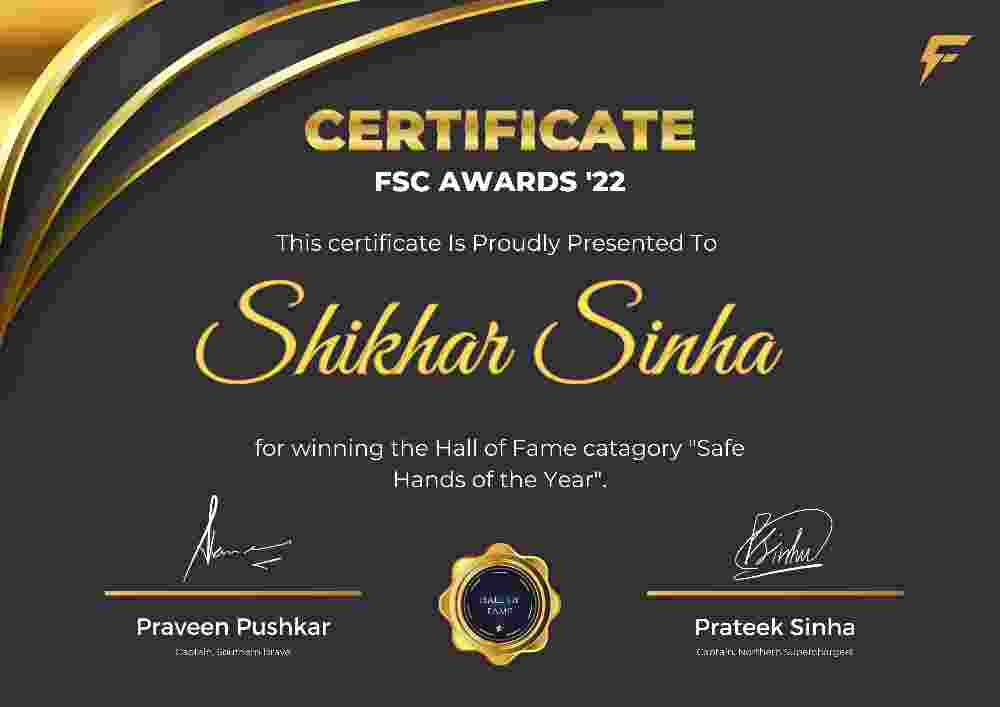 CERTIFICATE
FSC AWARDS '22
This certificate Is Proudly Presented To
Shikhar Sinha
for winning the Hall of Fame catagory "Safe
Hands of the Year".
HALL OF
FAME
Praveen Pushkar
Prateek Sinha
Captain, Southern Brave
Captain, Northern Superchargers